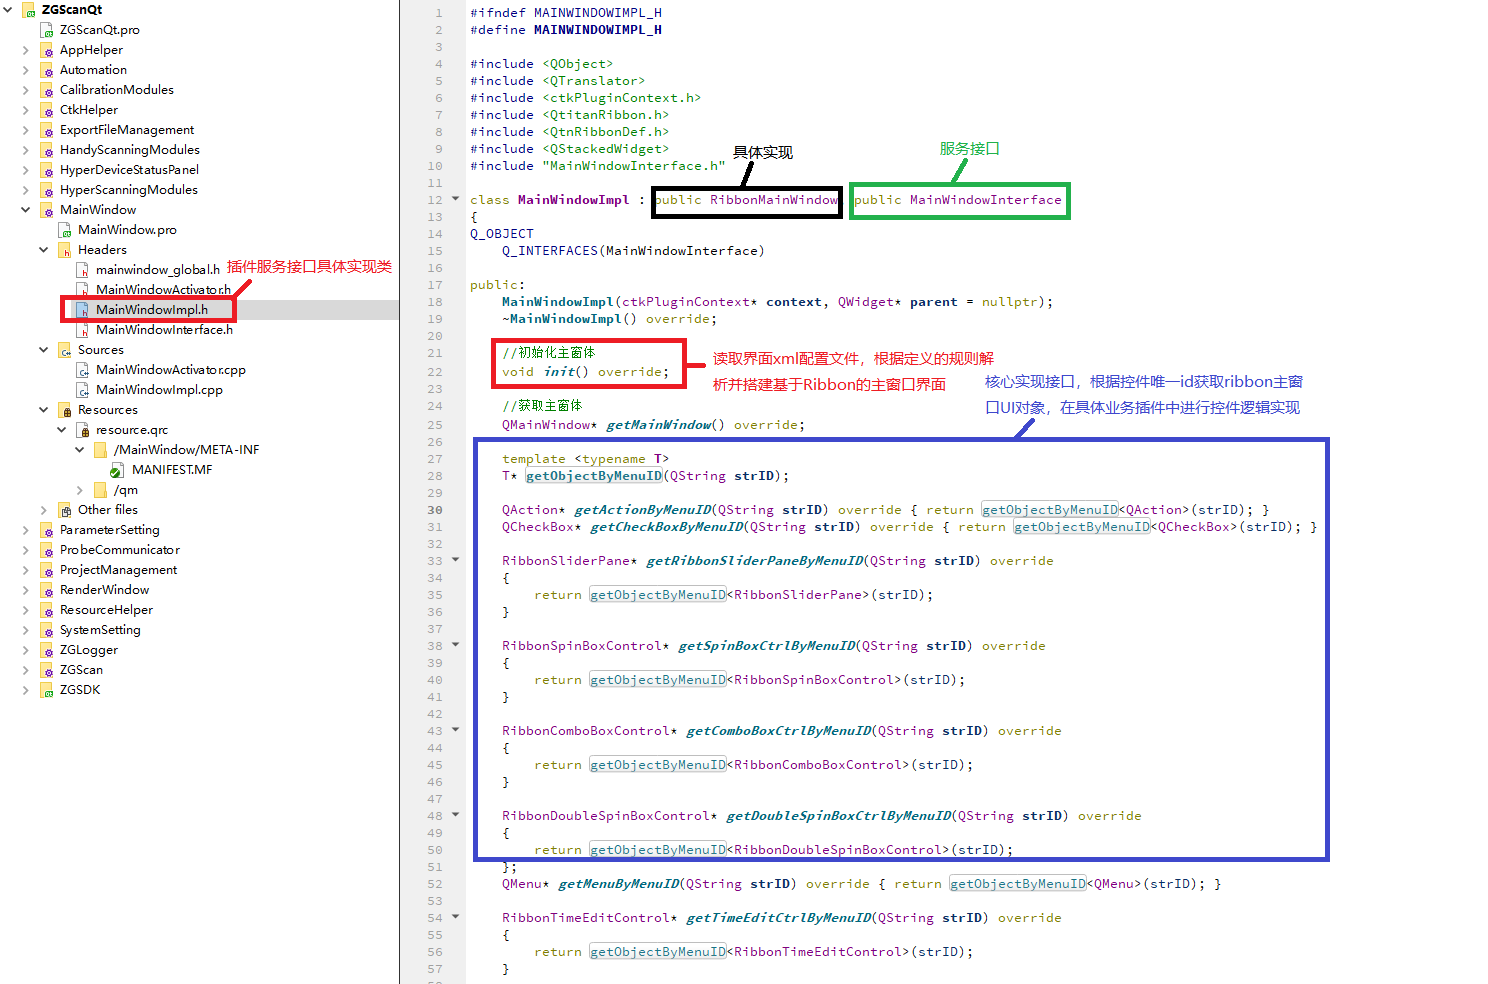 ZGScanQt
ZGScanQt.pro
AppHelper
Automation
CalibrationModules
CtkHelper
ExportFileManagement
HandyScanningModules
HyperDeviceStatusPanel
HyperScanningModules
MainWindow
MainWindow.pro
Headers
mainwindow_global.h
插件服务接口具体实现类
MainWindowActivator.h
MainWindowImpl.h
MainWindowInterface.h
Sources
MainWindowActivator.cpp
MainWindowImpl.cpp
Resources
resource.qrc
/MainWindow/META-INF
MANIFEST.MF
/qm
Other files
ParameterSetting
ProbeCommunicator
ProjectManagement
RenderWindow
ResourceHelper
SystemSetting
ZGLogger
ZGScan
ZGSDK
1 #ifndef MAINWINDOWIMPL_H
2 #define MAINWINDOWIMPL_H
3
4 #include <QObject>
5 #include <QTranslator>
6 #include <ctkPluginContext.h>
7 #include <QtitanRibbon.h>
8 #include <QtnRibbonDef.h>
9 #include <QStackedWidget>
10 #include "MainWindowInterface.h"
具体实现
服务接口
11
12 class MainWindowImpl : public RibbonMainWindow public MainWindowInterface
13 {
14 Q_OBJECT
15 Q_INTERFACES(MainWindowInterface)
16
17 public:
18 MainWindowImpl(ctkPluginContext* context, QWidget* parent = nullptr);
19 ~MainWindowImpl() override;
20
21 //初始化主窗体
22 void init() override;
读取界面xml配置文件，根据定义的规则解
析并搭建基于Ribbon的主窗口界面
23
24 //获取主窗体
25 QMainWindow* getMainWindow() override;
核心实现接口，根据控件唯一id获取ribbon主窗
口UI对象，在具体业务插件中进行控件逻辑实现
26
27 template <typename T>
28 T* getObjectByMenuID(QString strID);
29
30 QAction* getActionByMenuID(QString strID) override { return getObjectByMenuID<QAction>(strID); }
31 QCheckBox* getCheckBoxByMenuID(QString strID) override { return getObjectByMenuID<QCheckBox>(strID); }
32
33 RibbonSliderPane* getRibbonSliderPaneByMenuID(QString strID) override
34 {
35 return getObjectByMenuID<RibbonSliderPane>(strID);
36 }
37
38 RibbonSpinBoxControl* getSpinBoxCtrlByMenuID(QString strID) override
39 {
40 return getObjectByMenuID<RibbonSpinBoxControl>(strID);
41 }
42
43 RibbonComboBoxControl* getComboBoxCtrlByMenuID(QString strID) override
44 {
45 return getObjectByMenuID<RibbonComboBoxControl>(strID);
46 }
47
48 RibbonDoubleSpinBoxControl* getDoubleSpinBoxCtrlByMenuID(QString strID) override
49 {
50 return getObjectByMenuID<RibbonDoubleSpinBoxControl>(strID);
51 };
52 QMenu* getMenuByMenuID(QString strID) override { return getObjectByMenuID<QMenu>(strID); }
53
54 RibbonTimeEditControl* getTimeEditCtrlByMenuID(QString strID) override
55 {
56 return getObjectByMenuID<RibbonTimeEditControl>(strID);
57 }